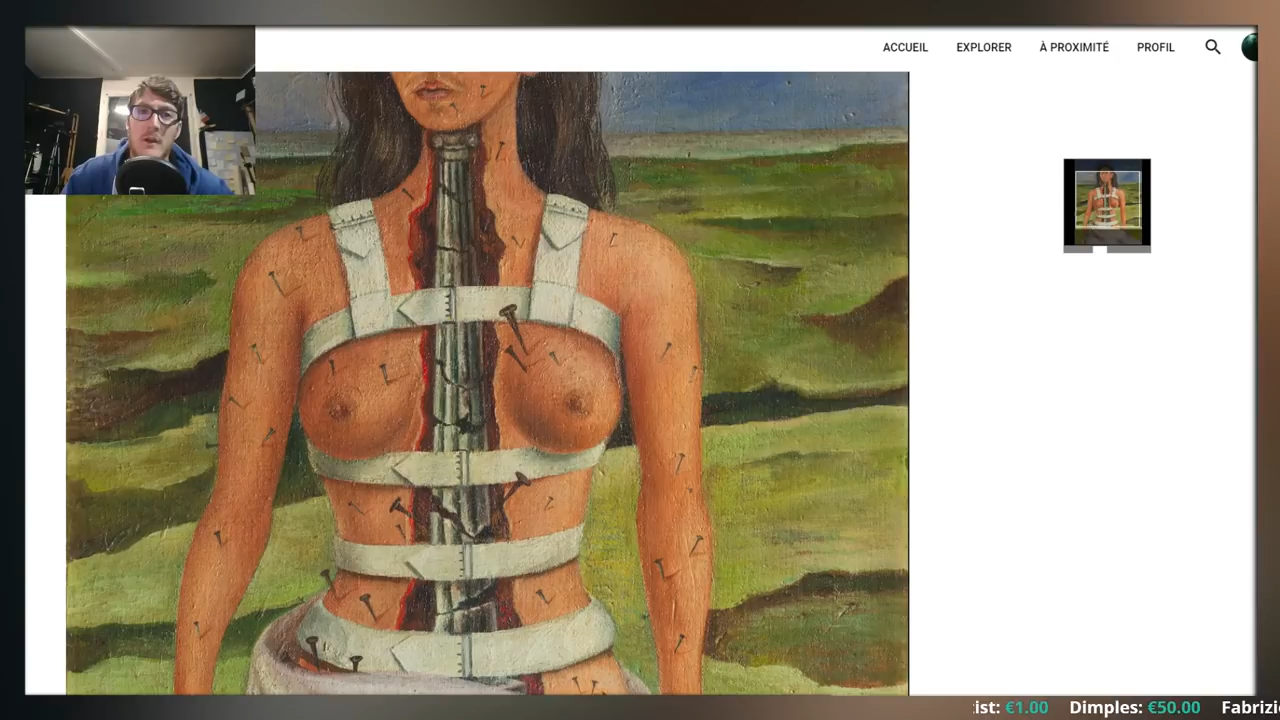 ACCUEIL EXPLORER À PROXIMITÉ PROFIL
ist: €1.00 Dimples: €50.00 Fabrizi